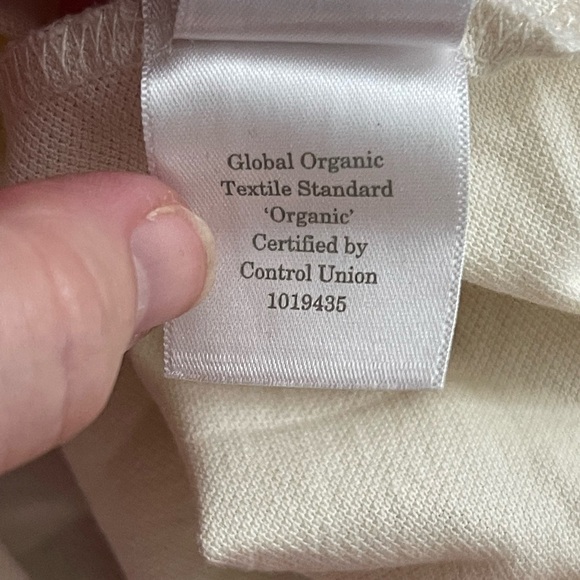 Global Organic
Textile Standard
‘Organic’
Certified by
Control Union
1019435